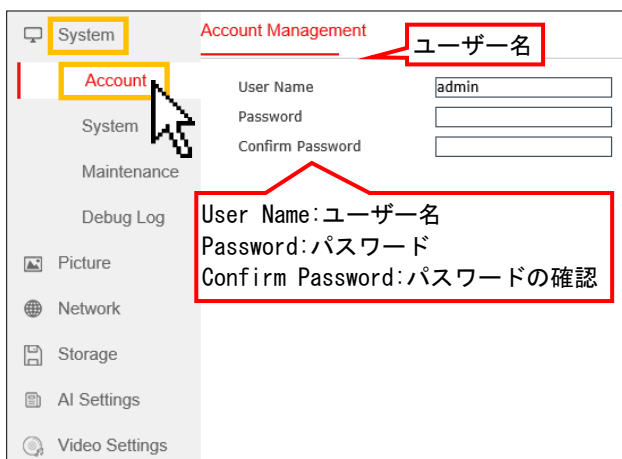 System
Account
System
Maintenance
Debug Log
Picture
Network
Storage
AI Settings
Video Settings
Account Management
ユーザー名
User Name
admin
Password
Confirm Password
User Name:ユーザー名
Password:パスワード
Confirm Password:パスワードの確認